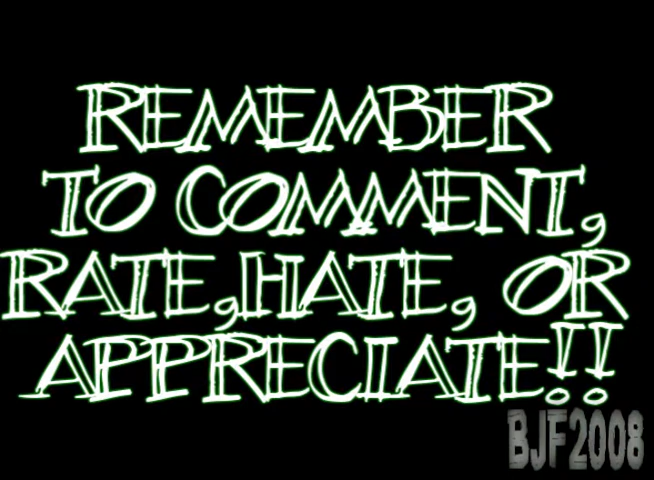 REMEMBER
TO COMMENT,
RATE,HATE, OR
APPRECIATE!!
BJF2008